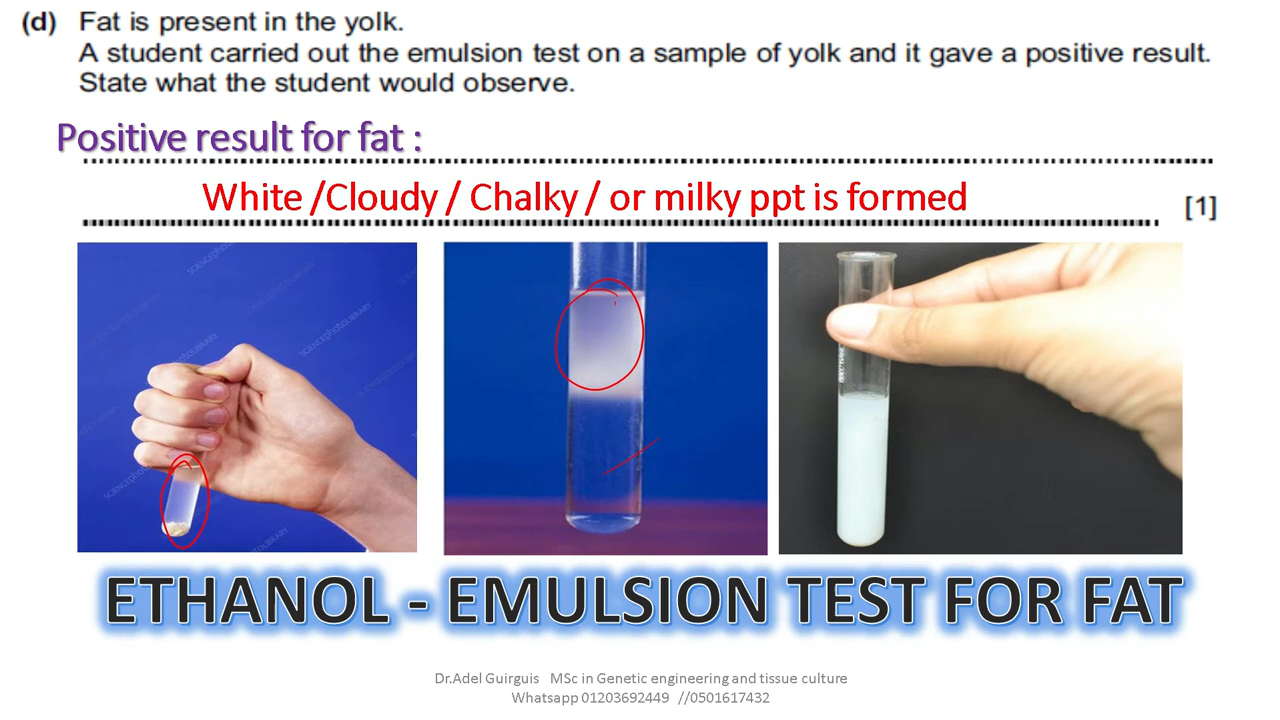 (d) Fat is present in the yolk.
A student carried out the emulsion test on a sample of yolk and it gave a positive result.
State what the student would observe.
Positive result for fat :
White /Cloudy / Chalky / or milky ppt is formed
[1]
SCIENCEPHOTOLIBRARY
SCIENCEPHOTOLIBRARY
SCIENCEPHOTOLIBRARY
ETHANOL - EMULSION TEST FOR FAT
Dr.Adel Guirguis MSc in Genetic engineering and tissue culture
Whatsapp 01203692449 //0501617432